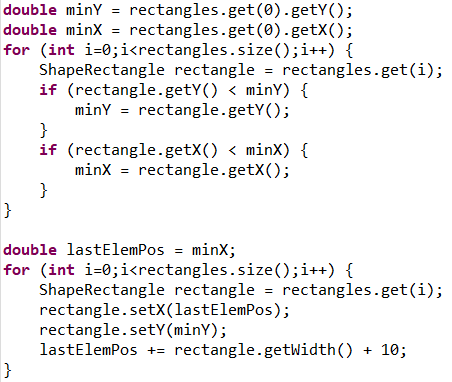 double minY = rectangles.get(0).getY();
double minX = rectangles.get(0).getX();
for (int i=0;i<rectangles.size();i++) {
    ShapeRectangle rectangle = rectangles.get(i);
    if (rectangle.getY() < minY) {
        minY = rectangle.getY();
    }
    if (rectangle.getX() < minX) {
        minX = rectangle.getX();
    }
}

double lastElemPos = minX;
for (int i=0;i<rectangles.size();i++) {
    ShapeRectangle rectangle = rectangles.get(i);
    rectangle.setX(lastElemPos);
    rectangle.setY(minY);
    lastElemPos += rectangle.getWidth() + 10;
}